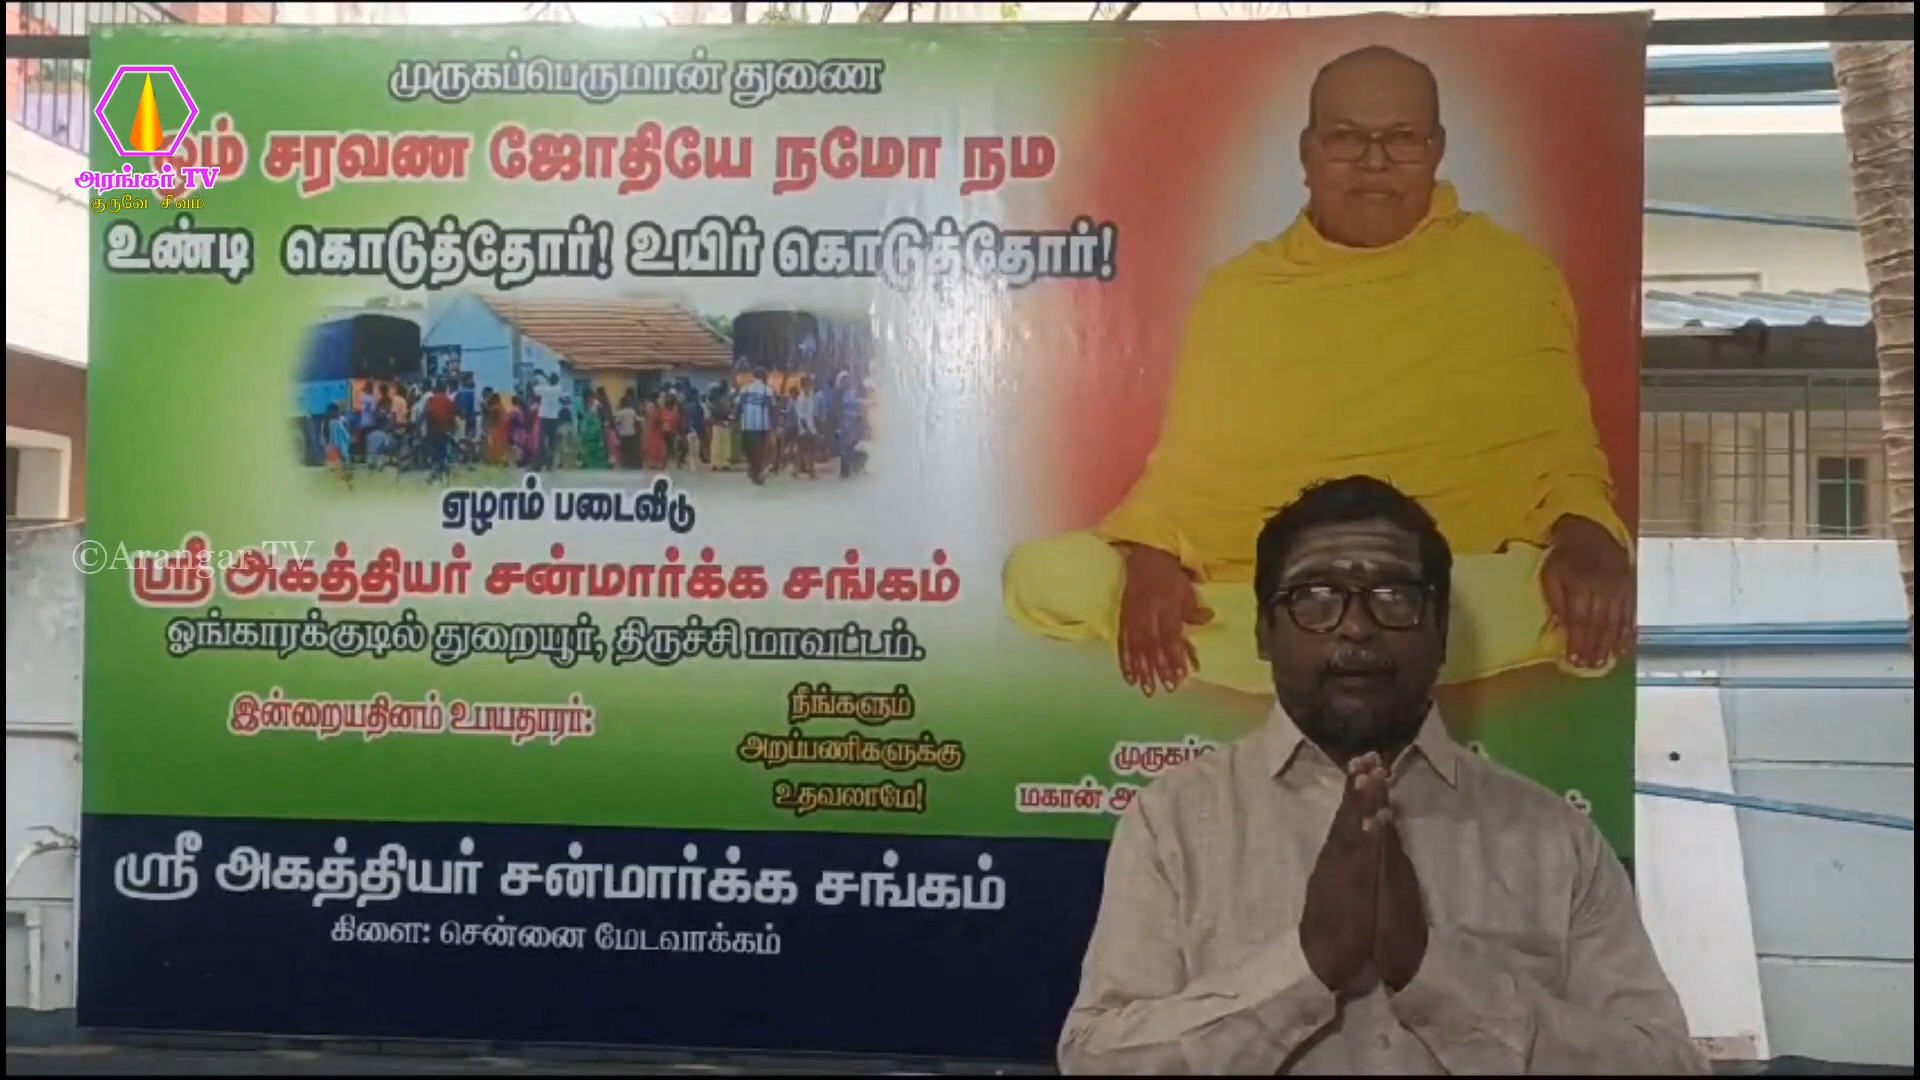 முருகப்பெருமான் துணை
ஓம் சரவண ஜோதியே நமோ நம
அரங்கர் TV
குருவே சிவம்
உண்டி கொடுத்தோர்! உயிர் கொடுத்தோர்!
ஏழாம் படைவீடு
©Arangar TV
ஸ்ரீ அகத்தியர் சன்மார்க்க சங்கம்
ஓங்காரக்குடில் துறையூர், திருச்சி மாவட்டம்.
இன்றையதினம் உபயதாரர்:
நீங்களும்
அறப்பணிகளுக்கு
உதவலாமே!
மகான்
ஸ்ரீ அகத்தியர் சன்மார்க்க சங்கம்
கிளை: சென்னை மேடவாக்கம்